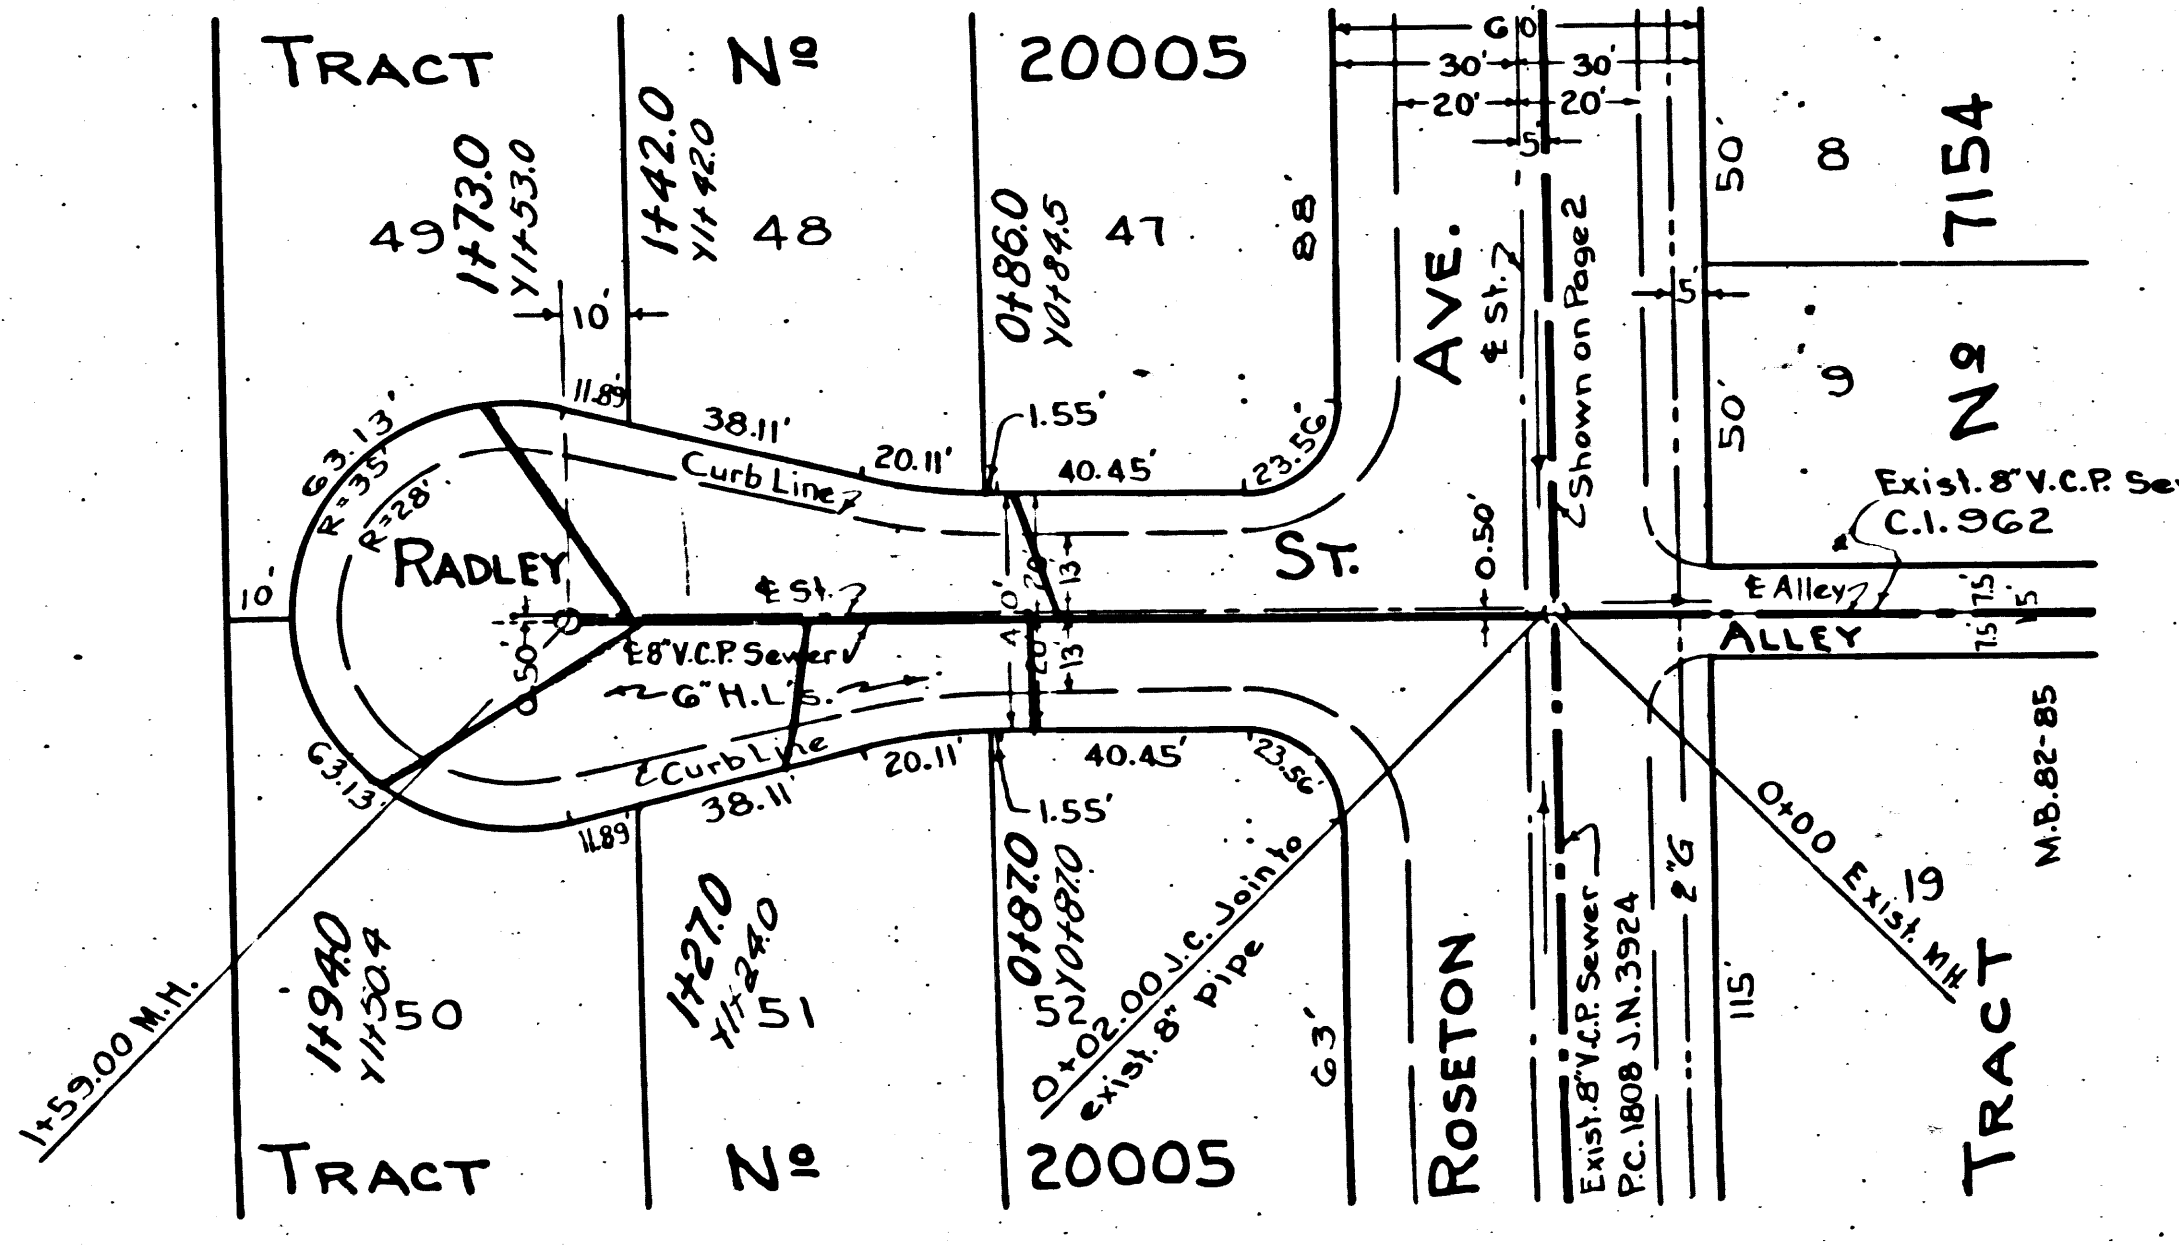 TRACT Nº 20005
60'
30' 30'
20' 20'
5'
1+73.0
Y1+53.0
1+42.0
Y1+42.0
0+86.0
Y0+84.5
49
48
47
88'
AVE.
℄ St.
Shown on Page 2
50'
8
7154
5'
50'
9
Nº
10'
11.89'
38.11'
20.11'
1.55'
40.45'
23.56'
63.13'
R=35'
R=28'
Curb Line
RADLEY
ST.
℄ St.
0.50'
Exist. 8" V.C.P. Se
C.I. 962
℄ Alley
7.5'
15'
7.5'
ALLEY
10'
20'
13'
20'
13'
℄ 8" V.C.P. Sewer
0.50'
6" H.L's.
Curb Line
63.13'
11.89'
38.11'
20.11'
1.55'
40.45'
23.56'
M.B. 82-85
0+00 Exist. M.H.
19
2" G
1+94.0
Y1+50.4
50
1+27.0
Y1+24.0
51
0+87.0
Y0+87.0
52
0+02.00 J.C. Join to
exist. 8" pipe
63'
ROSETON
Exist. 8" V.C.P. Sewer
P.C. 1808 J.N. 3924
115'
TRACT
1+59.00 M.H.
TRACT Nº 20005